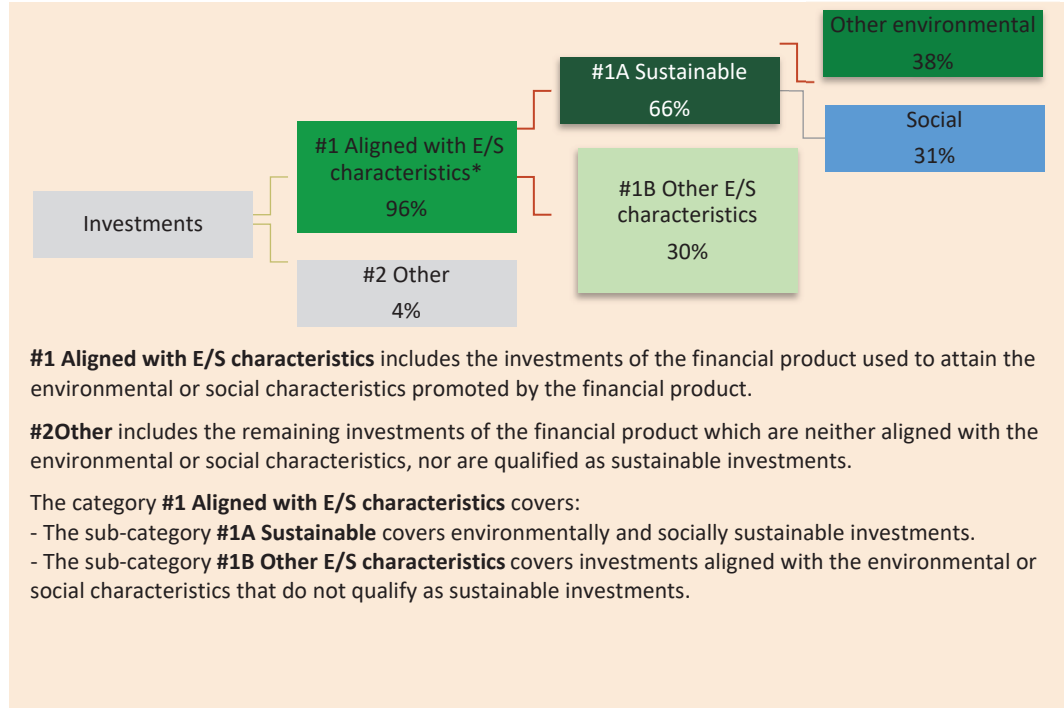 Other environmental
38%
#1A Sustainable
66%
Social
31%
#1 Aligned with E/S
characteristics*
96%
#1B Other E/S
characteristics
30%
Investments
#2 Other
4%
#1 Aligned with E/S characteristics includes the investments of the financial product used to attain the
environmental or social characteristics promoted by the financial product.
#2Other includes the remaining investments of the financial product which are neither aligned with the
environmental or social characteristics, nor are qualified as sustainable investments.
The category #1 Aligned with E/S characteristics covers:
- The sub-category #1A Sustainable covers environmentally and socially sustainable investments.
- The sub-category #1B Other E/S characteristics covers investments aligned with the environmental or
social characteristics that do not qualify as sustainable investments.